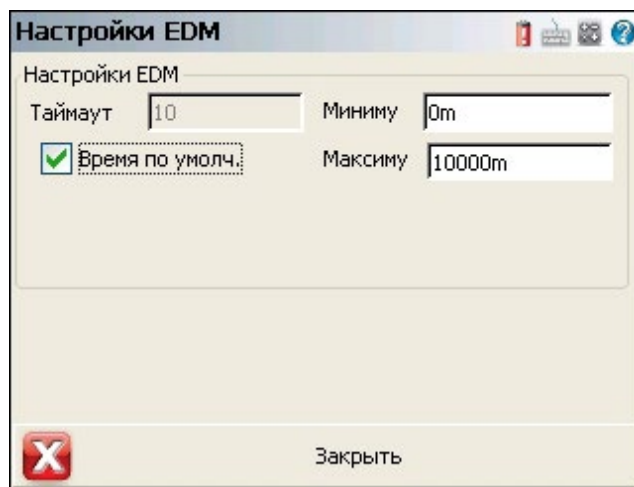 Настройки EDM
Настройки EDM
Таймаут 10 Миниму 0m
Время по умолч. Максиму 10000m
Закрыть